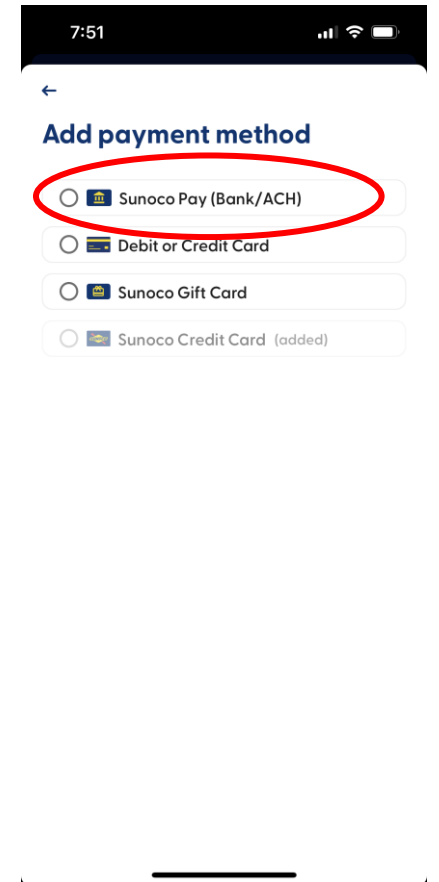 7:51
Add payment method
Sunoco Pay (Bank/ACH)
Debit or Credit Card
Sunoco Gift Card
Sunoco Credit Card (added)